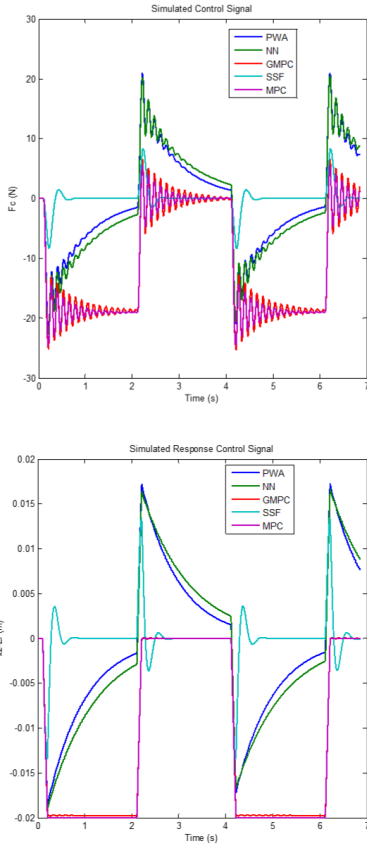 Simulated Control Signal
30
20
10
0
-10
-20
-30
Fc (N)
PWA
NN
GMPC
SSF
MPC
0 1 2 3 4 5 6 7
Time (s)
Simulated Response Control Signal
0.02
0.015
0.01
0.005
0
-0.005
-0.01
-0.015
-0.02
(m)
PWA
NN
GMPC
SSF
MPC
0 1 2 3 4 5 6 7
Time (s)